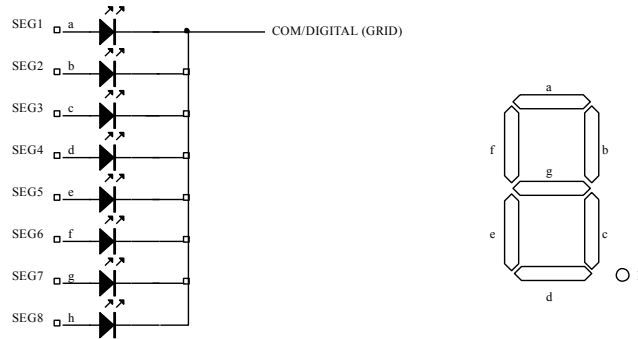 SEG1 a COM/DIGITAL (GRID)
SEG2 b
SEG3 c
SEG4 d
SEG5 e
SEG6 f
SEG7 g
SEG8 h
a
f b
g
e c
d